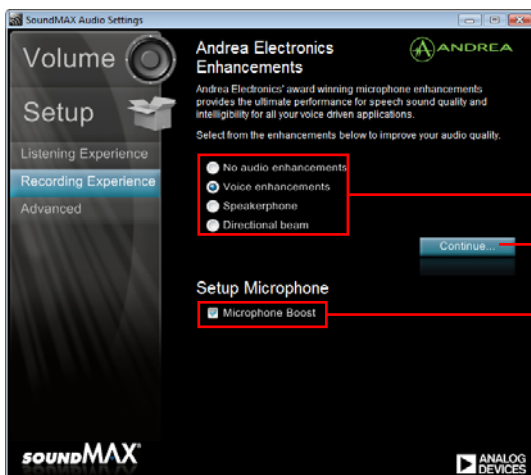 SoundMAX Audio Settings
Volume
Setup
Listening Experience
Recording Experience
Advanced
Andrea Electronics
Enhancements
ANDREA
Andrea Electronics' award winning microphone enhancements
provides the ultimate performance for speech sound quality and
intelligibility for all your voice driven applications.
Select from the enhancements below to improve your audio quality.
No audio enhancements
Voice enhancements
Speakerphone
Directional beam
Continue...
Setup Microphone
Microphone Boost
SOUNDMAX
ANALOG
DEVICES